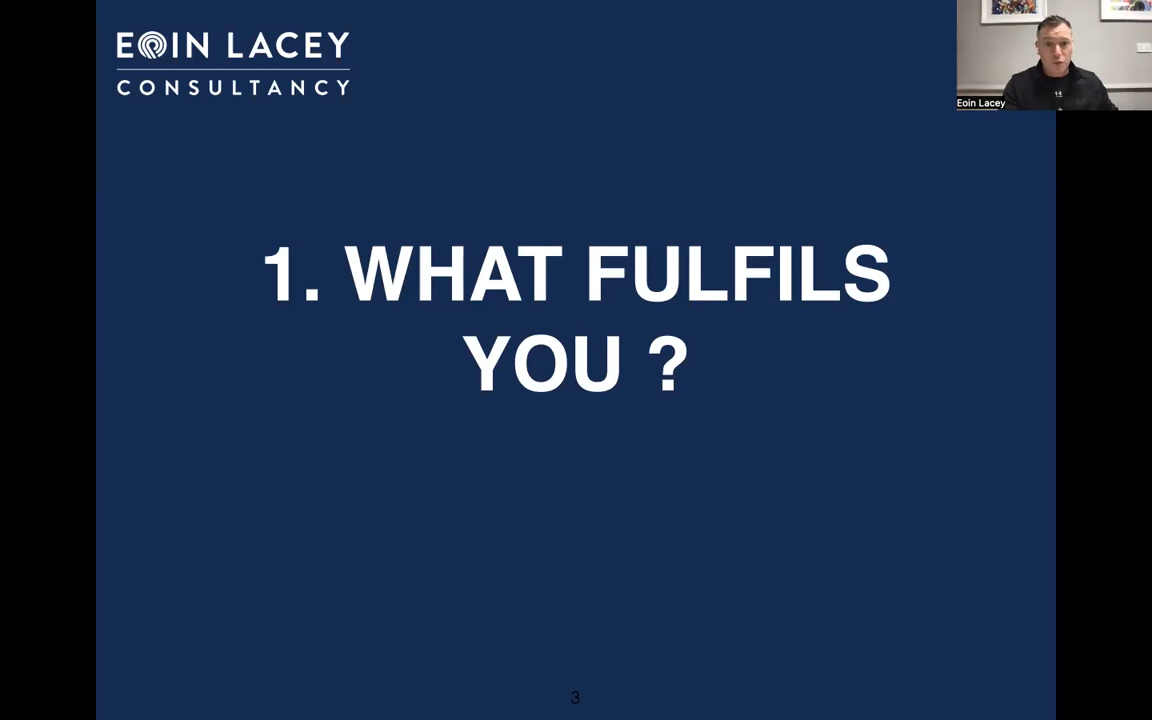 EOIN LACEY
CONSULTANCY
Eoin Lacey
1. WHAT FULFILS
YOU ?
3